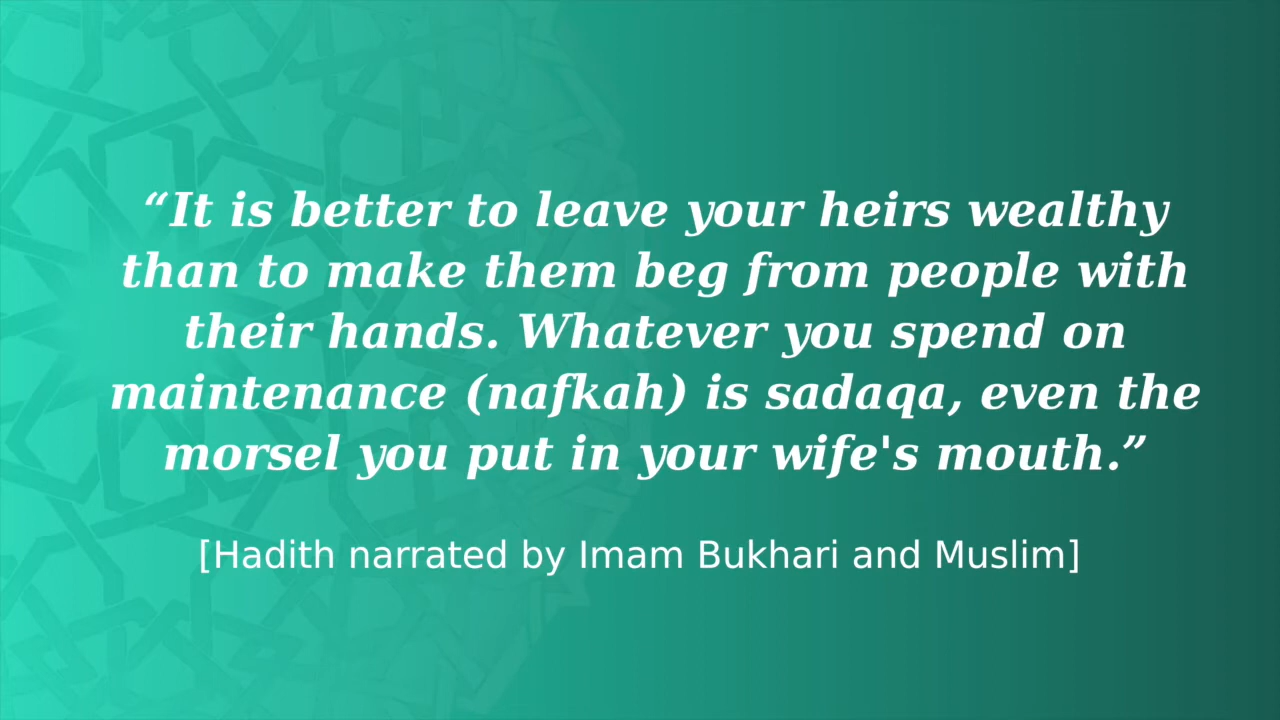 “It is better to leave your heirs wealthy
than to make them beg from people with
their hands. Whatever you spend on
maintenance (nafkah) is sadaqa, even the
morsel you put in your wife's mouth.”
[Hadith narrated by Imam Bukhari and Muslim]